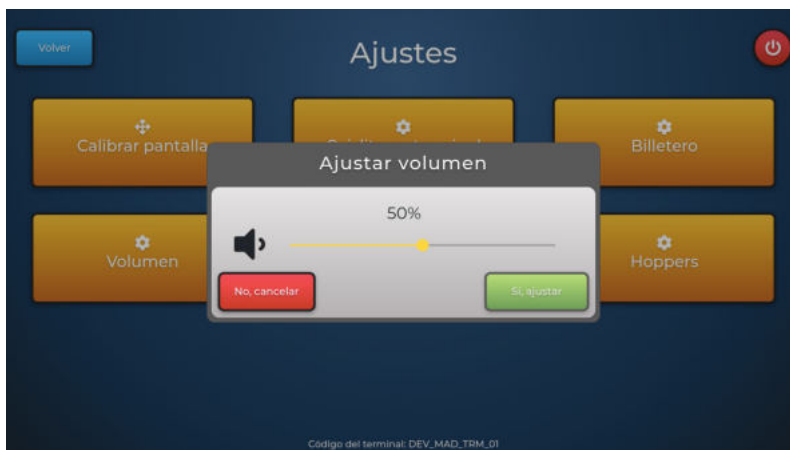 Volver
Ajustes
Calibrar pantalla
Billetero
Ajustar volumen
50%
Volumen
Hoppers
No, cancelar
Sí, ajustar
Código del terminal: DEV_MAD_TRM_01